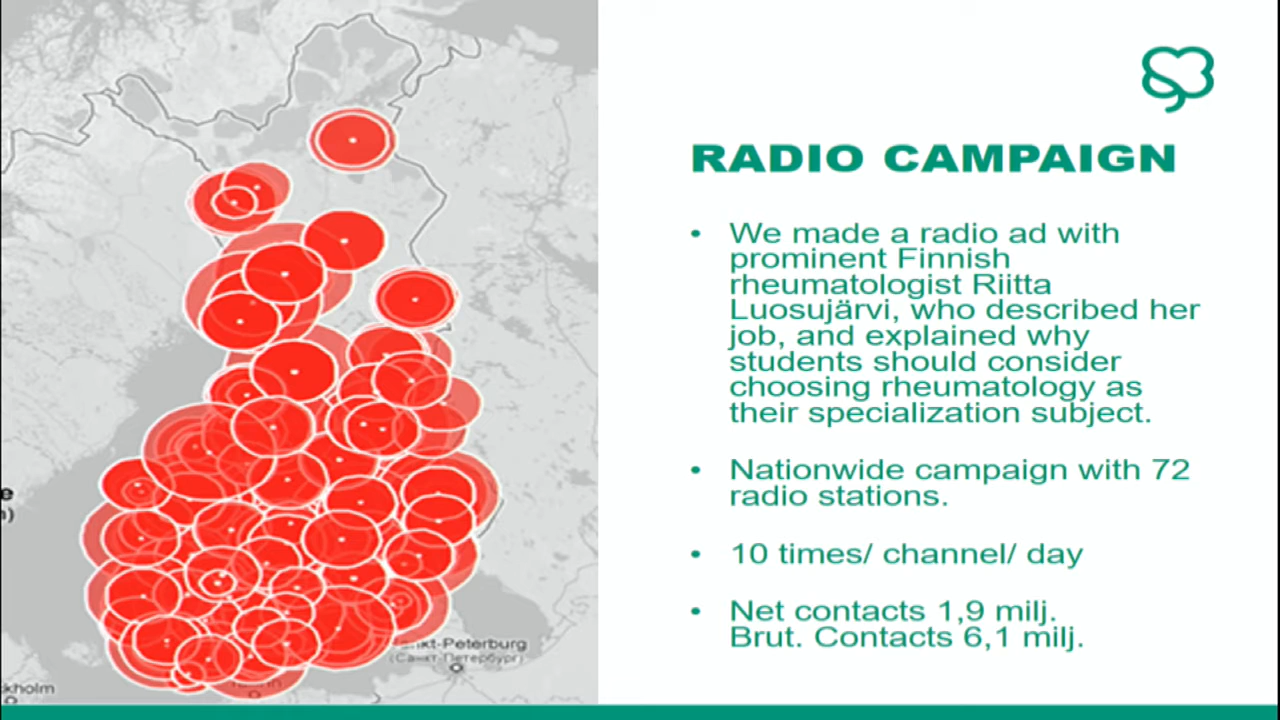 RADIO CAMPAIGN
• We made a radio ad with
prominent Finnish
rheumatologist Riitta
Luosujärvi, who described her
job, and explained why
students should consider
choosing rheumatology as
their specialization subject.
• Nationwide campaign with 72
radio stations.
• 10 times/ channel/ day
• Net contacts 1,9 milj.
Brut. Contacts 6,1 milj.
nkt-Peterburg
(Санкт-Петербург)
kholm